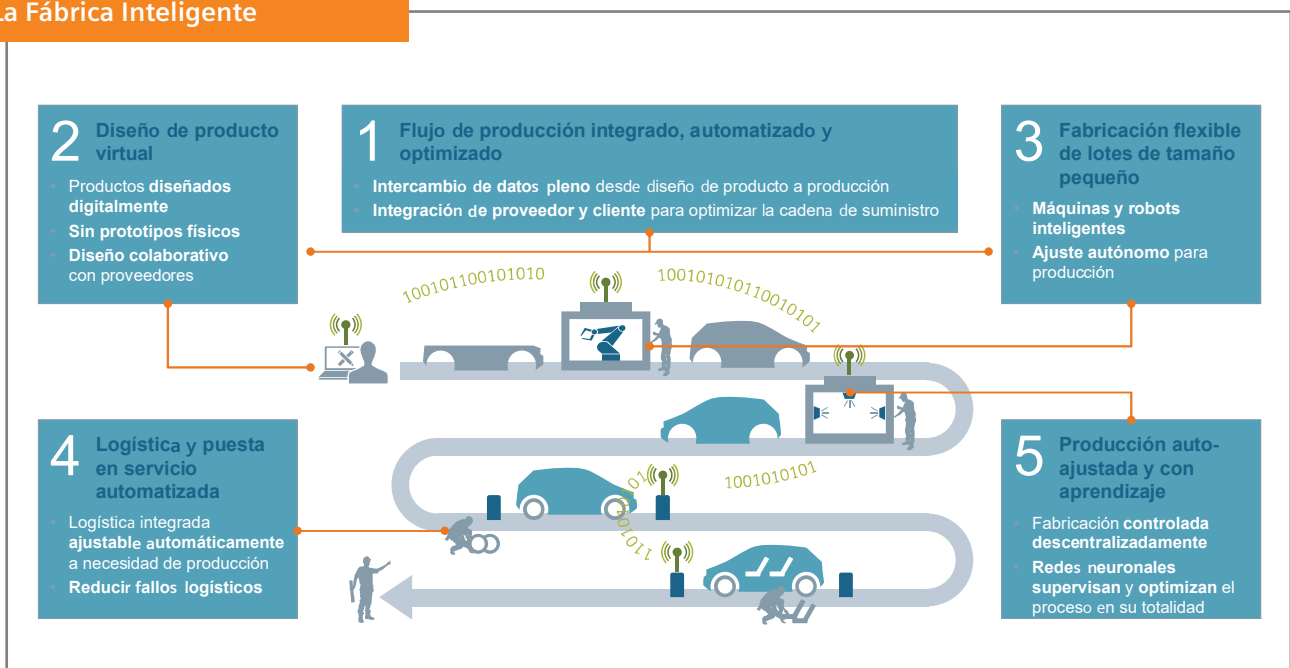 La Fábrica Inteligente
2 Diseño de producto
virtual
Productos diseñados
digitalmente
Sin prototipos físicos
Diseño colaborativo
con proveedores
1 Flujo de producción integrado, automatizado y
optimizado
Intercambio de datos pleno desde diseño de producto a producción
Integración de proveedor y cliente para optimizar la cadena de suministro
3 Fabricación flexible
de lotes de tamaño
pequeño
Máquinas y robots
inteligentes
Ajuste autónomo para
producción
100101100101010
100101010110010101
4 Logística y puesta
en servicio
automatizada
Logística integrada
ajustable automáticamente
a necesidad de producción
Reducir fallos logísticos
1001010101
5 Producción auto-
ajustada y con
aprendizaje
Fabricación controlada
descentralizadamente
Redes neuronales
supervisan y optimizan el
proceso en su totalidad